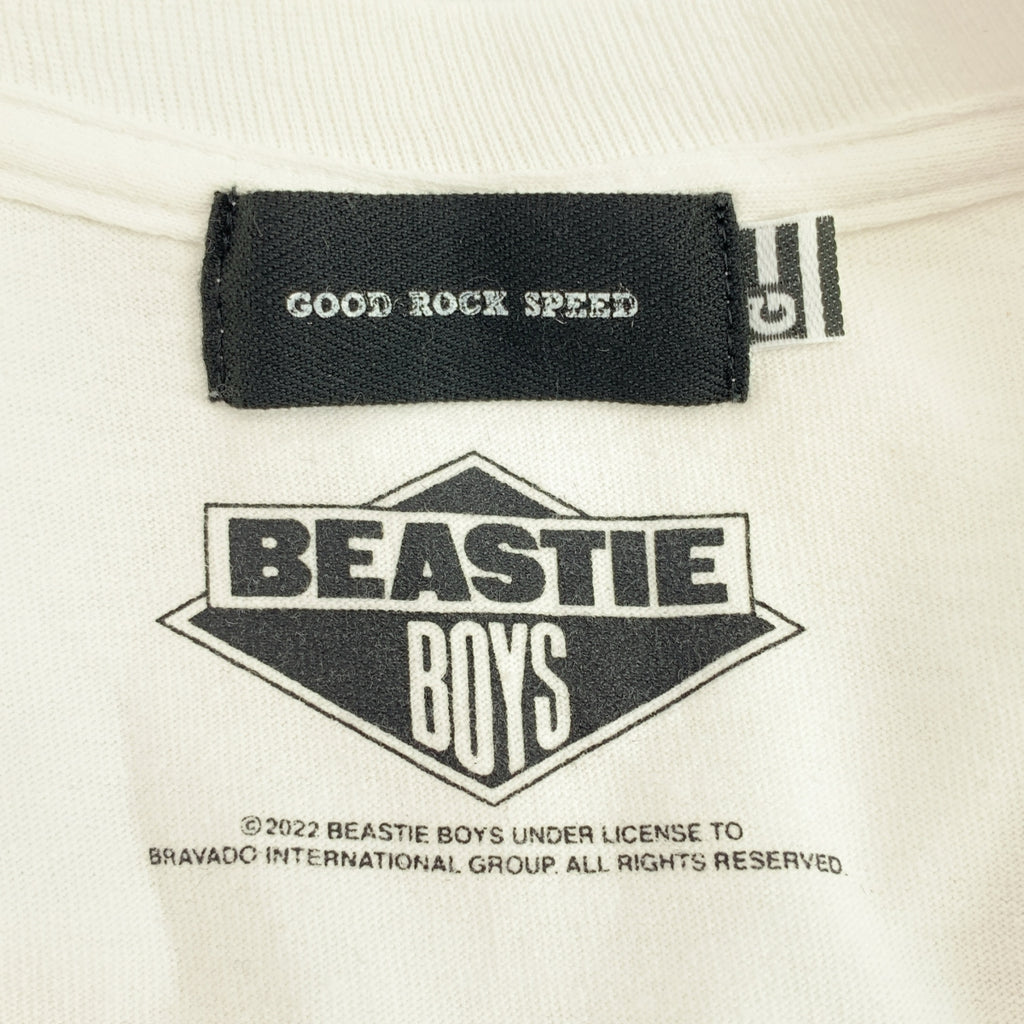 GOOD ROCK SPEED
G
BEASTIE
BOYS
©2022 BEASTIE BOYS UNDER LICENSE TO
BRAVADO INTERNATIONAL GROUP. ALL RIGHTS RESERVED.